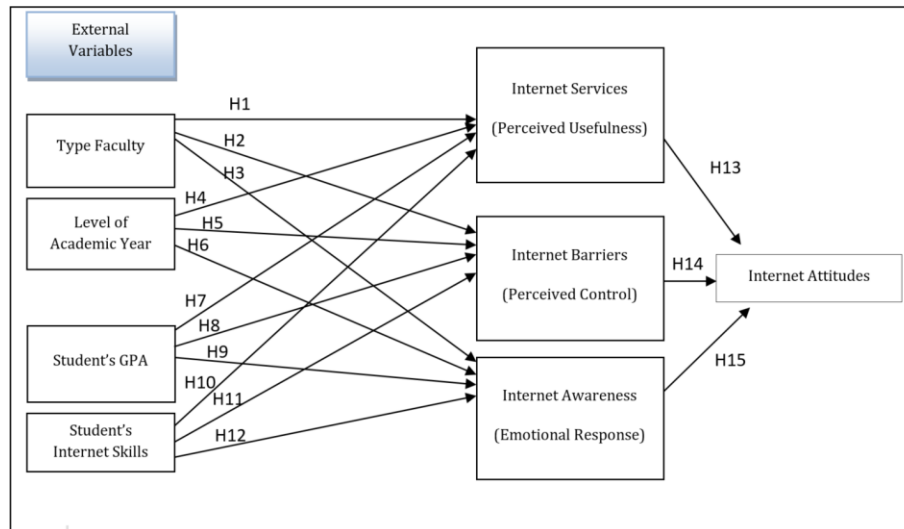 External
Variables
Type Faculty
Level of
Academic Year
Student's GPA
Student's
Internet Skills
H1
H2
H3
H4
H5
H6
H7
H8
H9
H10
H11
H12
Internet Services
(Perceived Usefulness)
Internet Barriers
(Perceived Control)
Internet Awareness
(Emotional Response)
H13
H14
H15
Internet Attitudes